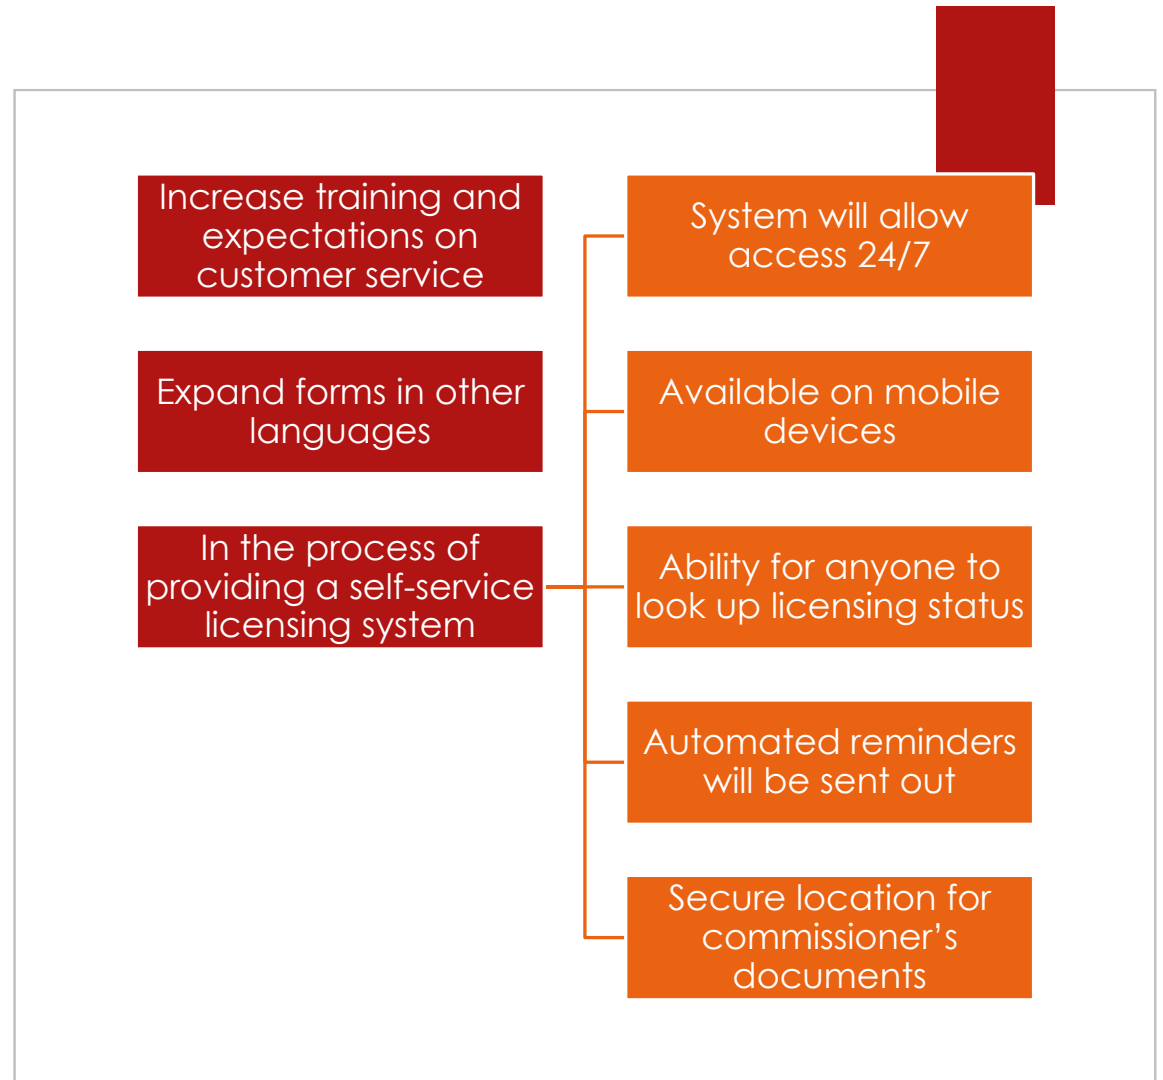 Increase training and
expectations on
customer service
Expand forms in other
languages
In the process of
providing a self-service
licensing system
System will allow
access 24/7
Available on mobile
devices
Ability for anyone to
look up licensing status
Automated reminders
will be sent out
Secure location for
commissioner’s
documents